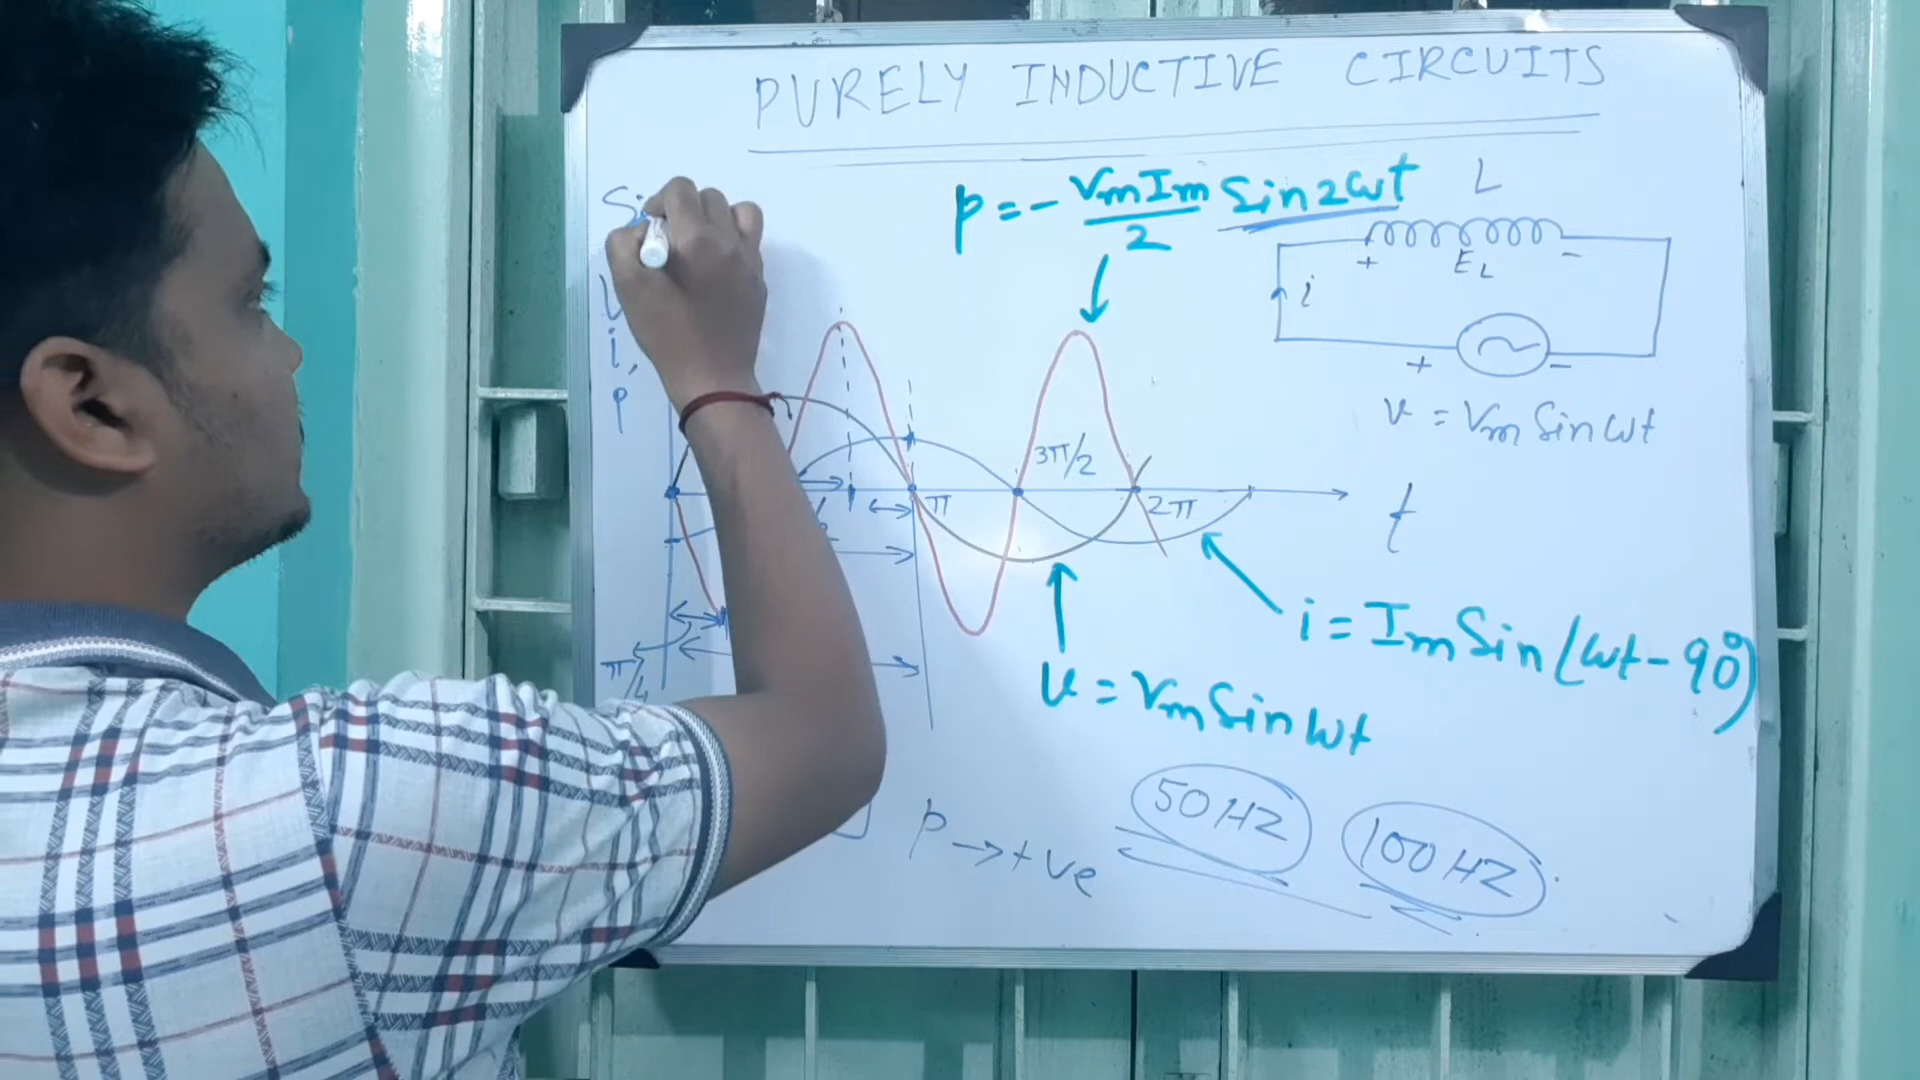 PURELY INDUCTIVE CIRCUITS
Si
p = - VmIm/2 Sin2ωt
L
+ EL -
i
+ -
v = Vm Sin ωt
i,
p
3π/2
π
2π
t
π/4
i = Im Sin (ωt - 90°)
v = Vm Sin ωt
p → +ve
50HZ
100HZ